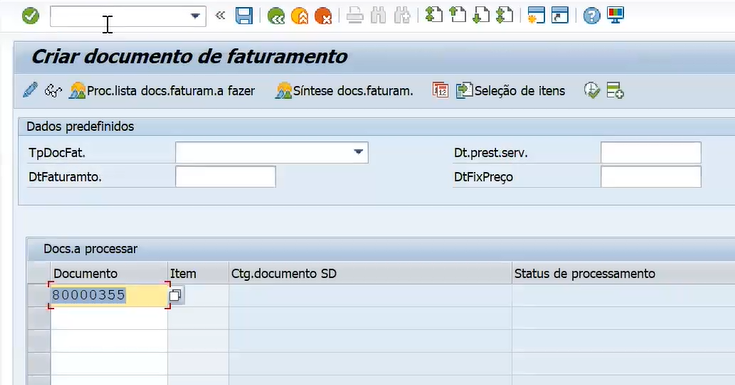 Criar documento de faturamento
Proc.lista docs.faturam.a fazer Síntese docs.faturam. Seleção de itens
Dados predefinidos
TpDocFat. Dt.prest.serv.
DtFaturamto. DtFixPreço
Docs.a processar
Documento Item Ctg.documento SD Status de processamento
80000355